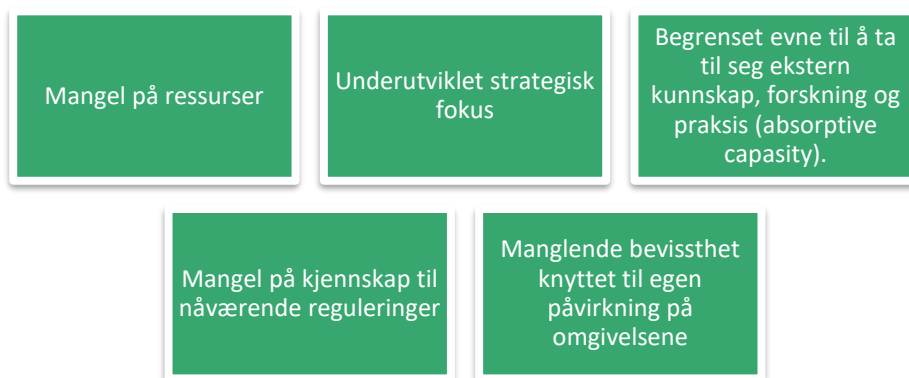 Mangel på ressurser
Underutviklet strategisk
fokus
Begrenset evne til å ta
til seg ekstern
kunnskap, forskning og
praksis (absorptive
capasity).
Mangel på kjennskap til
nåværende reguleringer
Manglende bevissthet
knyttet til egen
påvirkning på
omgivelsene